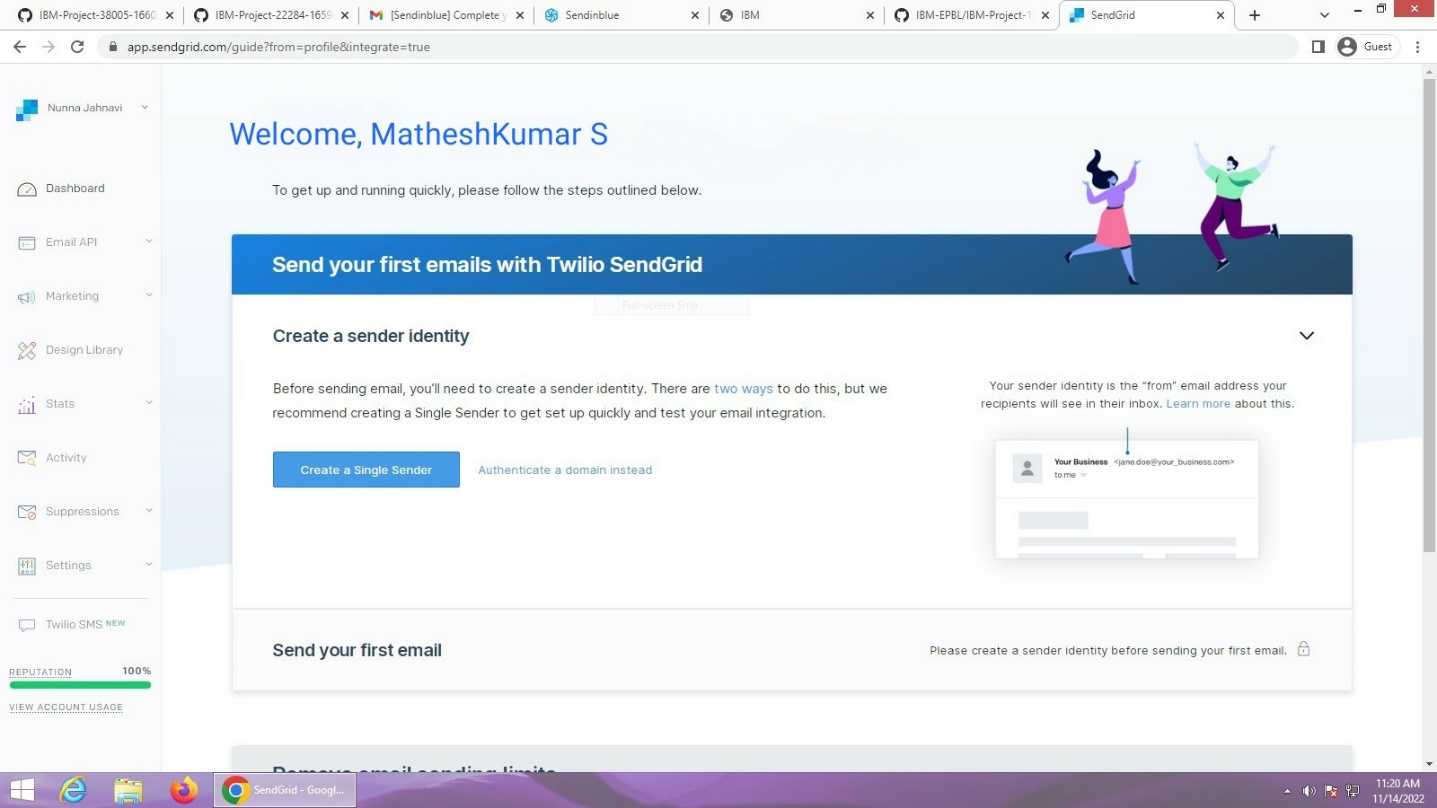 IBM-Project-38005-1660
IBM-Project-22284-1659
[Sendinblue] Complete y
Sendinblue
IBM
IBM-EPBL/IBM-Project-1
SendGrid
app.sendgrid.com/guide?from=profile&integrate=true
Guest
Nunna Jahnavi
Dashboard
Email API
Marketing
Design Library
Stats
Activity
Suppressions
Settings
Twilio SMS NEW
REPUTATION 100%
VIEW ACCOUNT USAGE
Welcome, MatheshKumar S
To get up and running quickly, please follow the steps outlined below.
Send your first emails with Twilio SendGrid
Full-screen Snip
Create a sender identity
Before sending email, you'll need to create a sender identity. There are two ways to do this, but we
recommend creating a Single Sender to get set up quickly and test your email integration.
Create a Single Sender
Authenticate a domain instead
Your sender identity is the “from” email address your
recipients will see in their inbox. Learn more about this.
Your Business <jane.doe@your_business.com>
to me
Send your first email
Please create a sender identity before sending your first email.
Remove email sending limits
SendGrid - Googl...
11:20 AM
11/14/2022